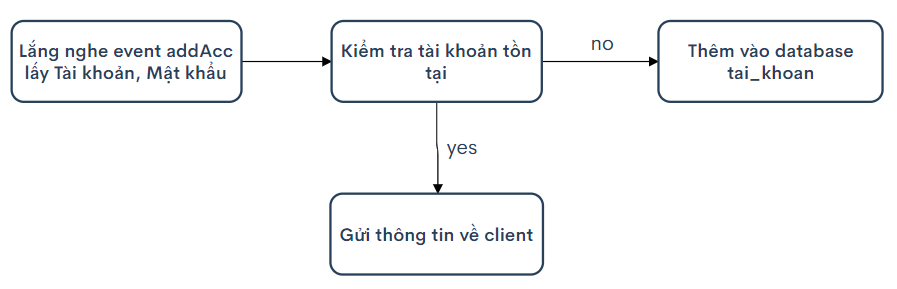 Lắng nghe event addAcc
lấy Tài khoản, Mật khẩu
Kiểm tra tài khoản tồn
tại
no
Thêm vào database
tai_khoan
yes
Gửi thông tin về client